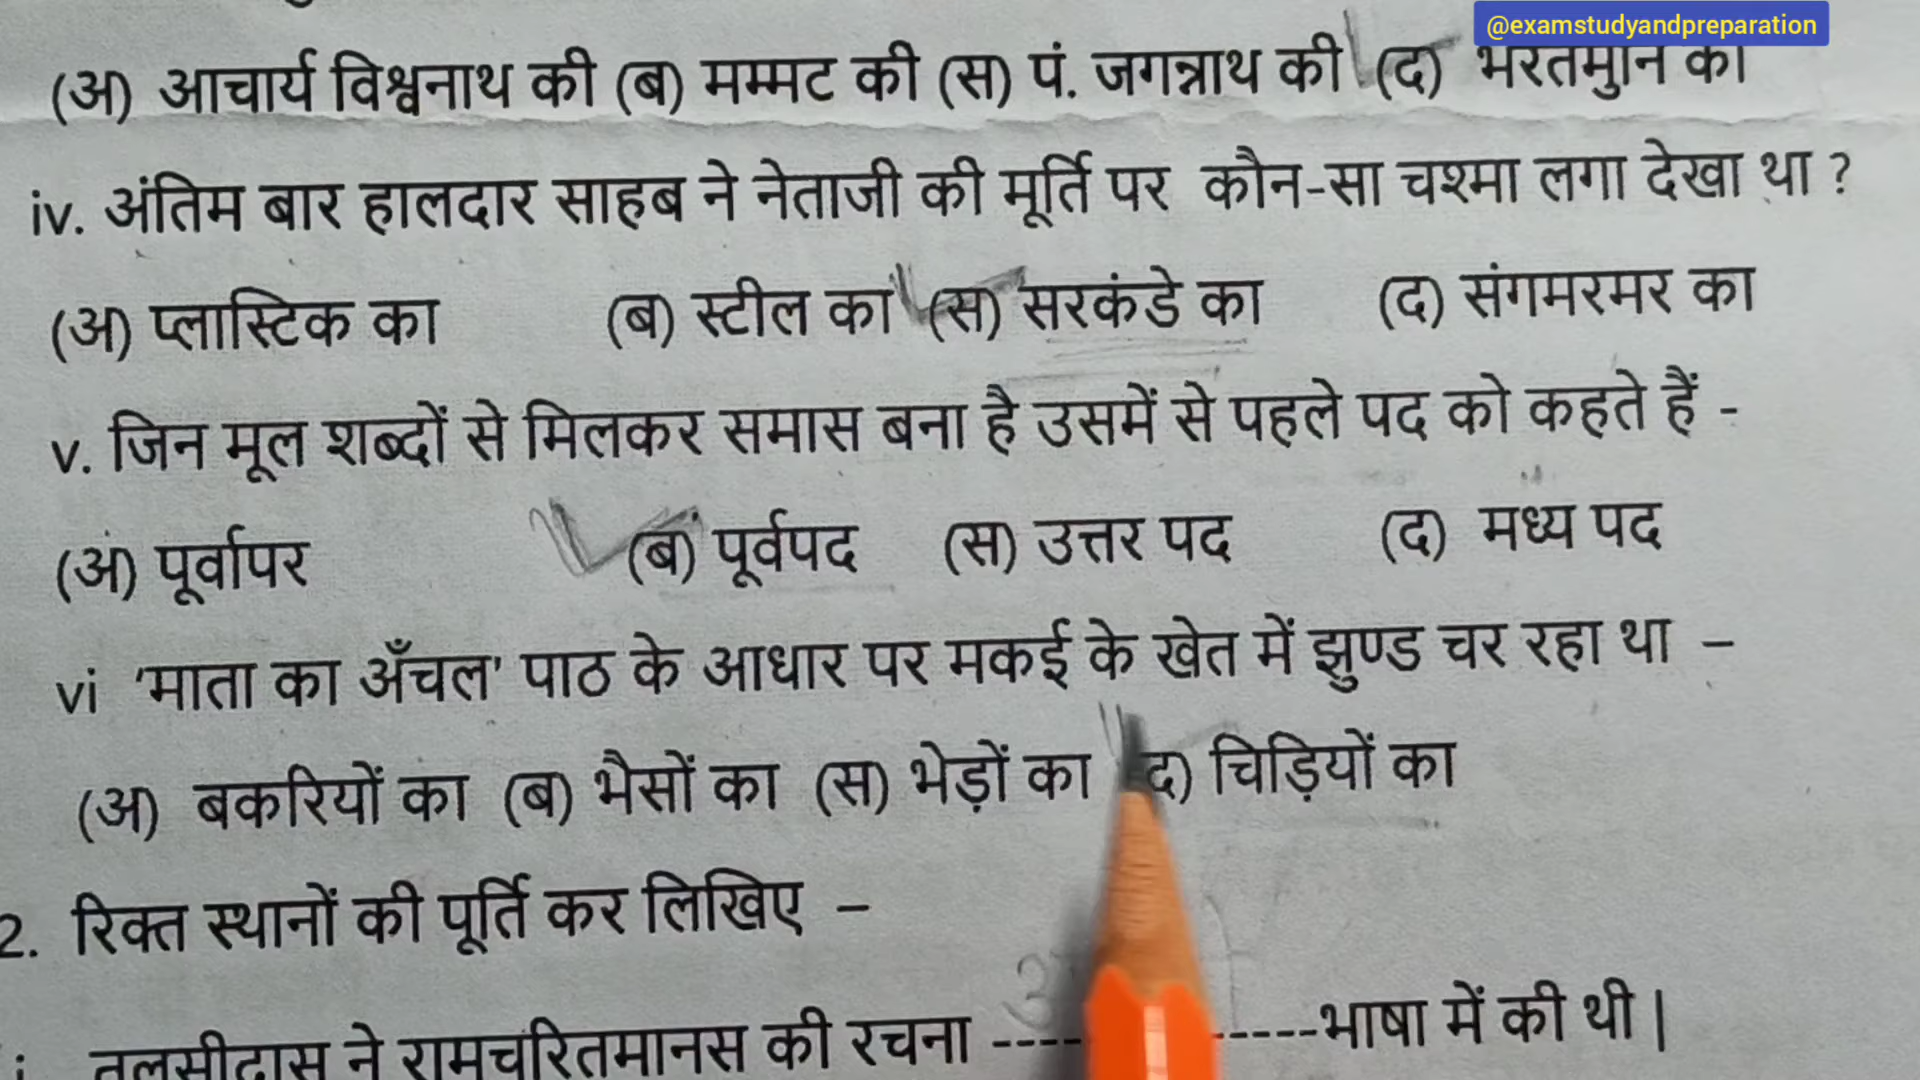 @examstudyandpreparation
(अ) आचार्य विश्वनाथ की (ब) मम्मट की (स) पं. जगन्नाथ की (द) भरतमुनि की
iv. अंतिम बार हालदार साहब ने नेताजी की मूर्ति पर कौन-सा चश्मा लगा देखा था ?
(अ) प्लास्टिक का (ब) स्टील का (स) सरकंडे का (द) संगमरमर का
v. जिन मूल शब्दों से मिलकर समास बना है उसमें से पहले पद को कहते हैं -
(अ) पूर्वापर (ब) पूर्वपद (स) उत्तर पद (द) मध्य पद
vi 'माता का अँचल' पाठ के आधार पर मकई के खेत में झुण्ड चर रहा था –
(अ) बकरियों का (ब) भैसों का (स) भेड़ों का द) चिड़ियों का
2. रिक्त स्थानों की पूर्ति कर लिखिए –
i. तुलसीदास ने रामचरितमानस की रचना ---- ----भाषा में की थी |